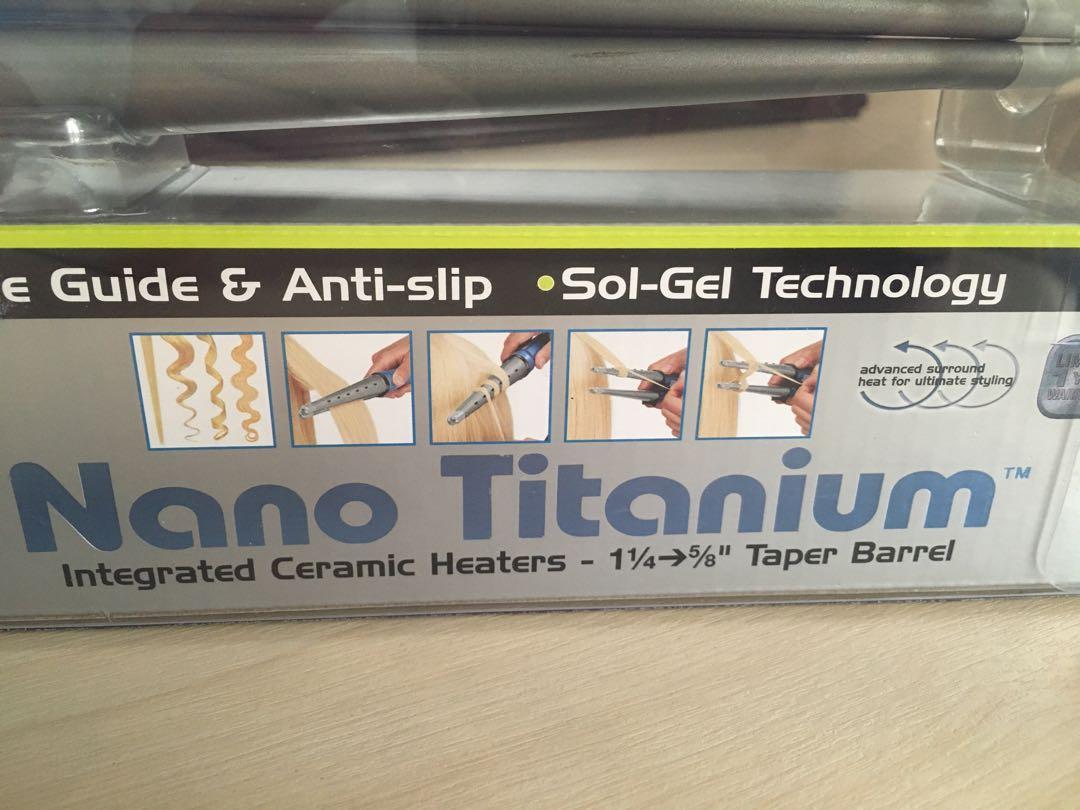 e Guide & Anti-slip •Sol-Gel Technology
advanced surround
heat for ultimate styling
Nano Titanium™
Integrated Ceramic Heaters - 1¼→⅝" Taper Barrel